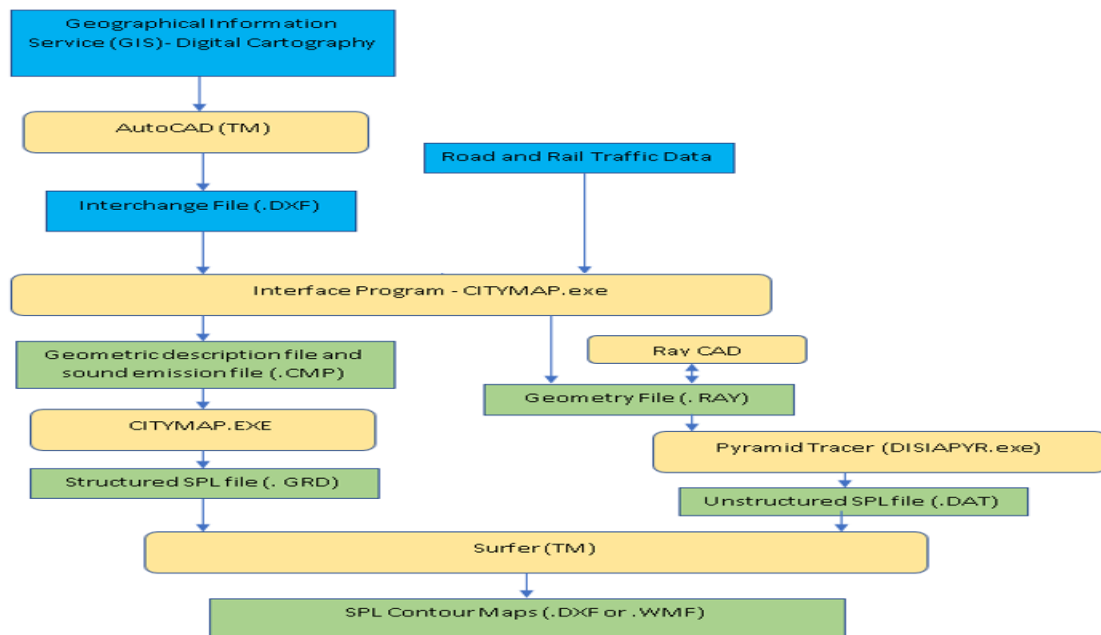 Geographical Information
Service (GIS)- Digital Cartography
AutoCAD (TM)
Road and Rail Traffic Data
Interchange File (.DXF)
Interface Program - CITYMAP.exe
Geometric description file and
sound emission file (.CMP)
Ray CAD
Geometry File (. RAY)
CITYMAP.EXE
Pyramid Tracer (DISIAPYR.exe)
Structured SPL file (. GRD)
Unstructured SPL file (.DAT)
Surfer (TM)
SPL Contour Maps (.DXF or .WMF)